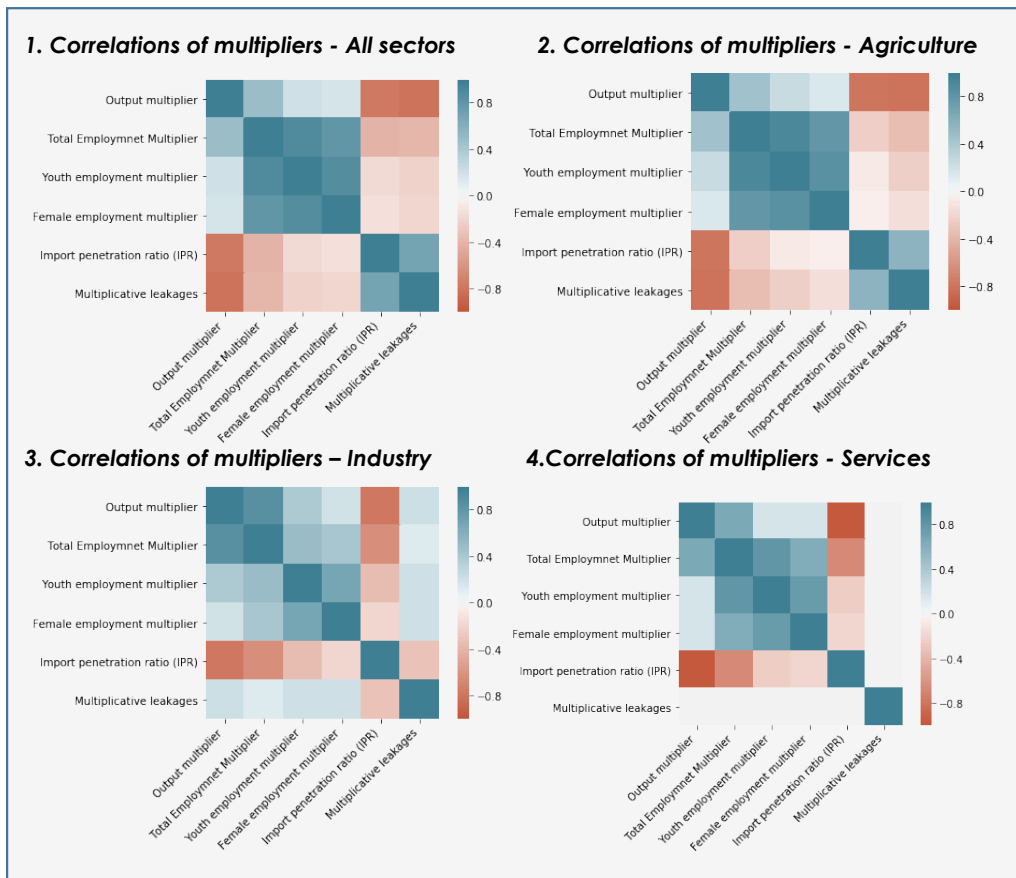 1. Correlations of multipliers - All sectors
Output multiplier
Total Employmnet Multiplier
Youth employment multiplier
Female employment multiplier
Import penetration ratio (IPR)
Multiplicative leakages
0.8
0.4
0.0
−0.4
−0.8
Output multiplier
Total Employmnet Multiplier
Youth employment multiplier
Female employment multiplier
Import penetration ratio (IPR)
Multiplicative leakages
2. Correlations of multipliers - Agriculture
Output multiplier
Total Employmnet Multiplier
Youth employment multiplier
Female employment multiplier
Import penetration ratio (IPR)
Multiplicative leakages
0.8
0.4
0.0
−0.4
−0.8
Output multiplier
Total Employmnet Multiplier
Youth employment multiplier
Female employment multiplier
Import penetration ratio (IPR)
Multiplicative leakages
3. Correlations of multipliers – Industry
Output multiplier
Total Employmnet Multiplier
Youth employment multiplier
Female employment multiplier
Import penetration ratio (IPR)
Multiplicative leakages
0.8
0.4
0.0
−0.4
−0.8
Output multiplier
Total Employmnet Multiplier
Youth employment multiplier
Female employment multiplier
Import penetration ratio (IPR)
Multiplicative leakages
4.Correlations of multipliers - Services
Output multiplier
Total Employmnet Multiplier
Youth employment multiplier
Female employment multiplier
Import penetration ratio (IPR)
Multiplicative leakages
0.8
0.4
0.0
−0.4
−0.8
Output multiplier
Total Employmnet Multiplier
Youth employment multiplier
Female employment multiplier
Import penetration ratio (IPR)
Multiplicative leakages